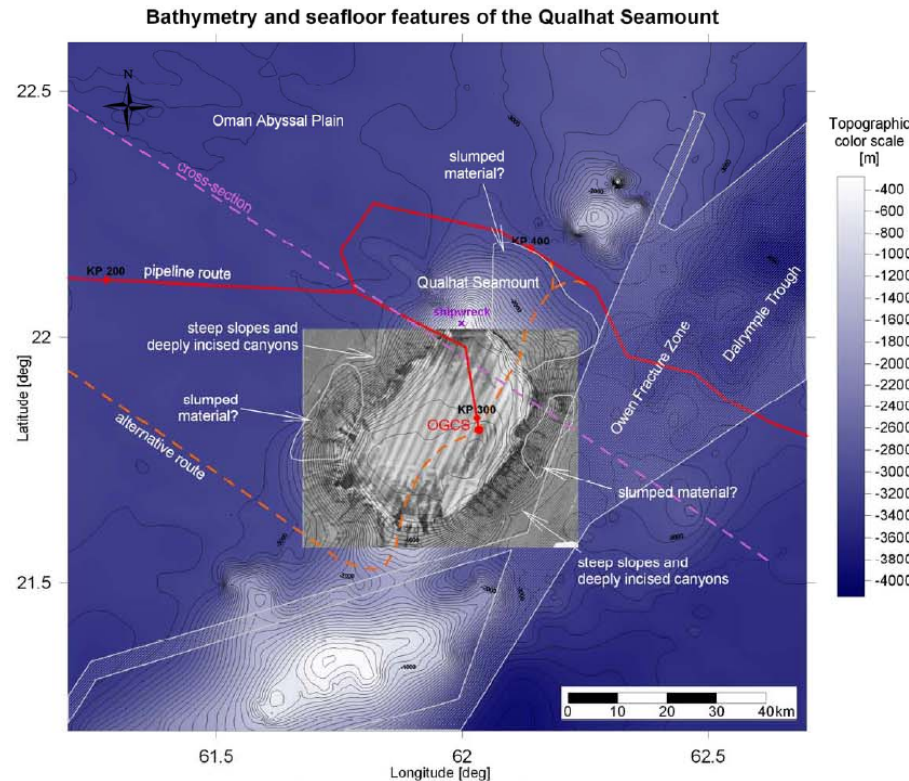 Bathymetry and seafloor features of the Qualhat Seamount
22.5
N
Oman Abyssal Plain
slumped
material?
Topographic
color scale
[m]
cross-section
-400
-600
-800
-1000
-1200
-1400
-1600
-1800
-2000
-2200
-2400
-2600
-2800
-3000
-3200
-3400
-3600
-3800
-4000
KP 400
KP 200
pipeline route
Qualhat Seamount
shipwreck
22
steep slopes and
deeply incised canyons
Dalrymple Trough
Owen Fracture Zone
slumped
material?
KP 300
OGCS
alternative route
slumped material?
steep slopes and
deeply incised canyons
21.5
Latitude [deg]
0 10 20 30 40 km
61.5
62
62.5
Longitude [deg]